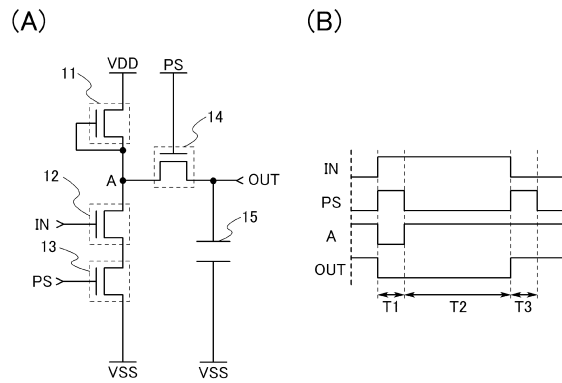 (A)
(B)
11
VDD
PS
14
A
OUT
12
IN
15
13
PS
VSS
VSS
IN
PS
A
OUT
T1
T2
T3